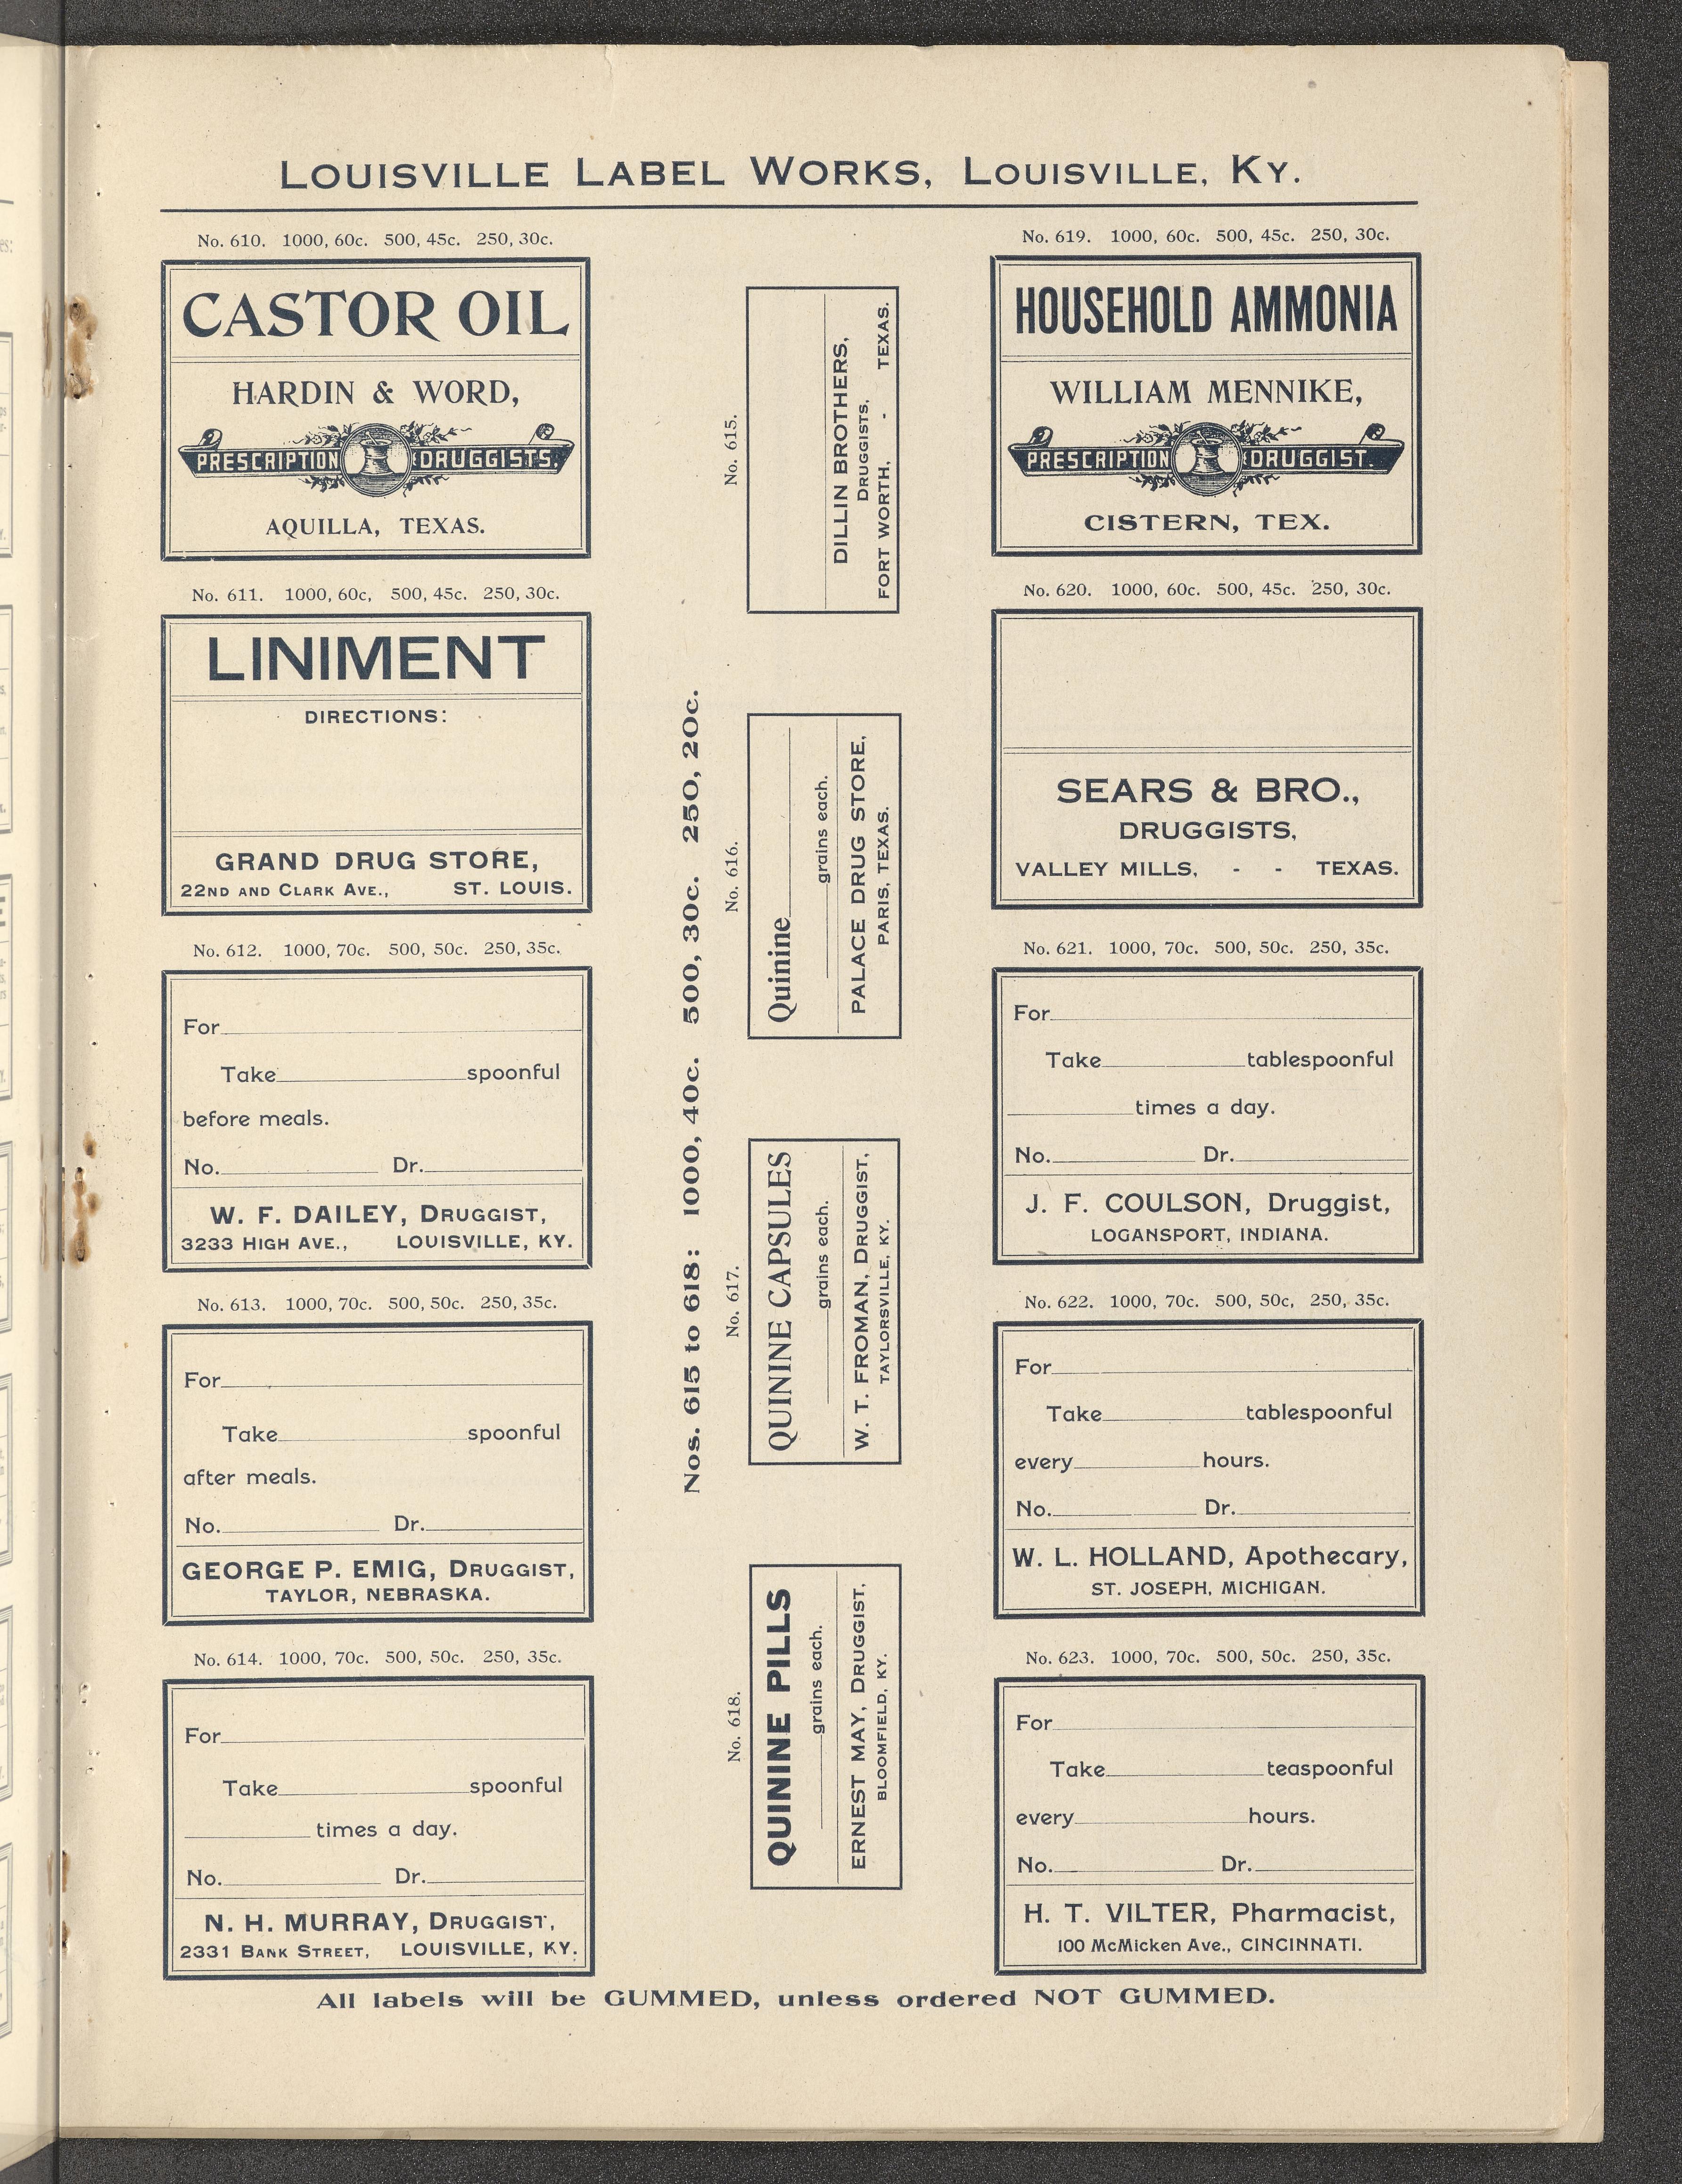 LOUISVILLE LABEL WORKS, LOUISVILLE, KY.
No. 610. 1000, 60c. 500, 45c. 250, 30c.
CASTOR OIL
HARDIN & WORD,
PRESCRIPTION DRUGGISTS.
AQUILLA, TEXAS.
No. 611. 1000, 60c, 500, 45c. 250, 30c.
LINIMENT
DIRECTIONS:
GRAND DRUG STORE,
22ND AND CLARK AVE., ST. LOUIS.
No. 612. 1000, 70c. 500, 50c. 250, 35c.
For
Take spoonful
before meals.
No. Dr.
W. F. DAILEY, DRUGGIST,
3233 HIGH AVE., LOUISVILLE, KY.
No. 613. 1000, 70c. 500, 50c. 250, 35c.
For
Take spoonful
after meals.
No. Dr.
GEORGE P. EMIG, DRUGGIST,
TAYLOR, NEBRASKA.
No. 614. 1000, 70c. 500, 50c. 250, 35c.
For
Take spoonful
times a day.
No. Dr.
N. H. MURRAY, DRUGGIST,
2331 BANK STREET, LOUISVILLE, KY.
Nos. 615 to 618: 1000, 40c. 500, 30c. 250, 20c.
No. 615.
DILLIN BROTHERS,
DRUGGISTS,
FORT WORTH, - TEXAS.
No. 616.
Quinine
grains each.
PALACE DRUG STORE,
PARIS, TEXAS.
No. 617.
QUININE CAPSULES
grains each.
W. T. FROMAN, DRUGGIST,
TAYLORSVILLE, KY.
No. 618.
QUININE PILLS
grains each.
ERNEST MAY, DRUGGIST,
BLOOMFIELD, KY.
No. 619. 1000, 60c. 500, 45c. 250, 30c.
HOUSEHOLD AMMONIA
WILLIAM MENNIKE,
PRESCRIPTION DRUGGIST.
CISTERN, TEX.
No. 620. 1000, 60c. 500, 45c. 250, 30c.
SEARS & BRO.,
DRUGGISTS,
VALLEY MILLS, - - TEXAS.
No. 621. 1000, 70c. 500, 50c. 250, 35c.
For
Take tablespoonful
times a day.
No. Dr.
J. F. COULSON, Druggist,
LOGANSPORT, INDIANA.
No. 622. 1000, 70c. 500, 50c, 250, 35c.
For
Take tablespoonful
every hours.
No. Dr.
W. L. HOLLAND, Apothecary,
ST. JOSEPH, MICHIGAN.
No. 623. 1000, 70c. 500, 50c. 250, 35c.
For
Take teaspoonful
every hours.
No. Dr.
H. T. VILTER, Pharmacist,
100 McMicken Ave., CINCINNATI.
All labels will be GUMMED, unless ordered NOT GUMMED.